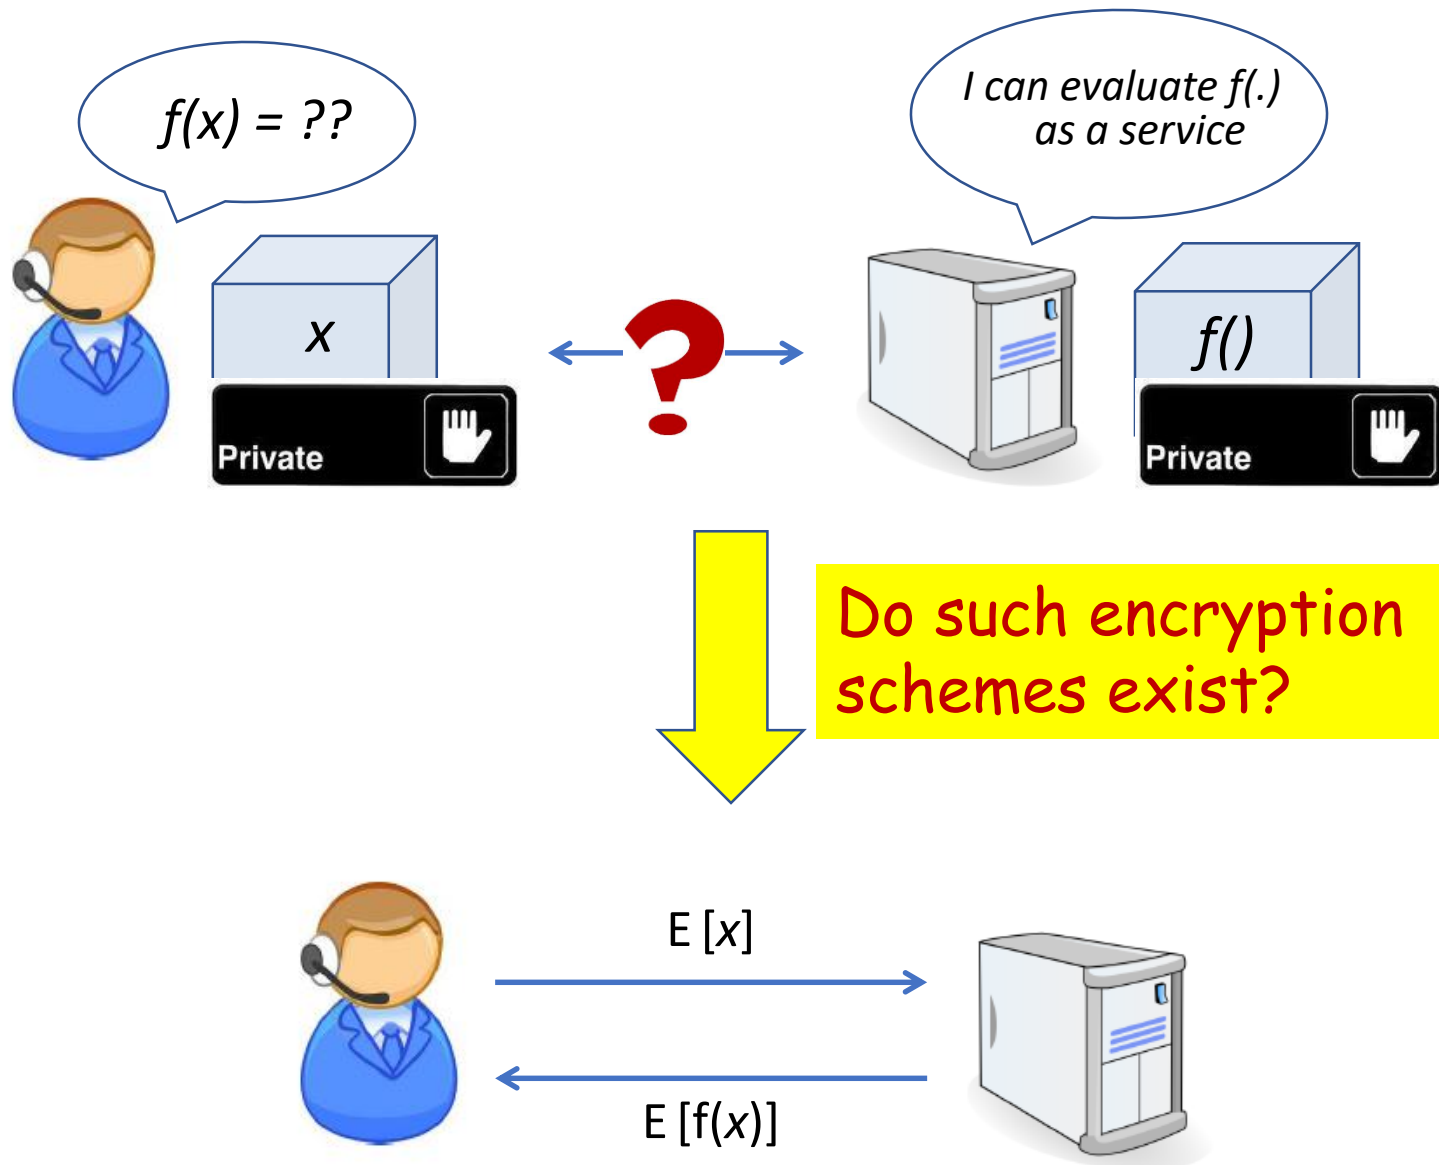 f(x) = ??
I can evaluate f(.)
as a service
x
f()
?
Private
Private
Do such encryption
schemes exist?
E [x]
E [f(x)]